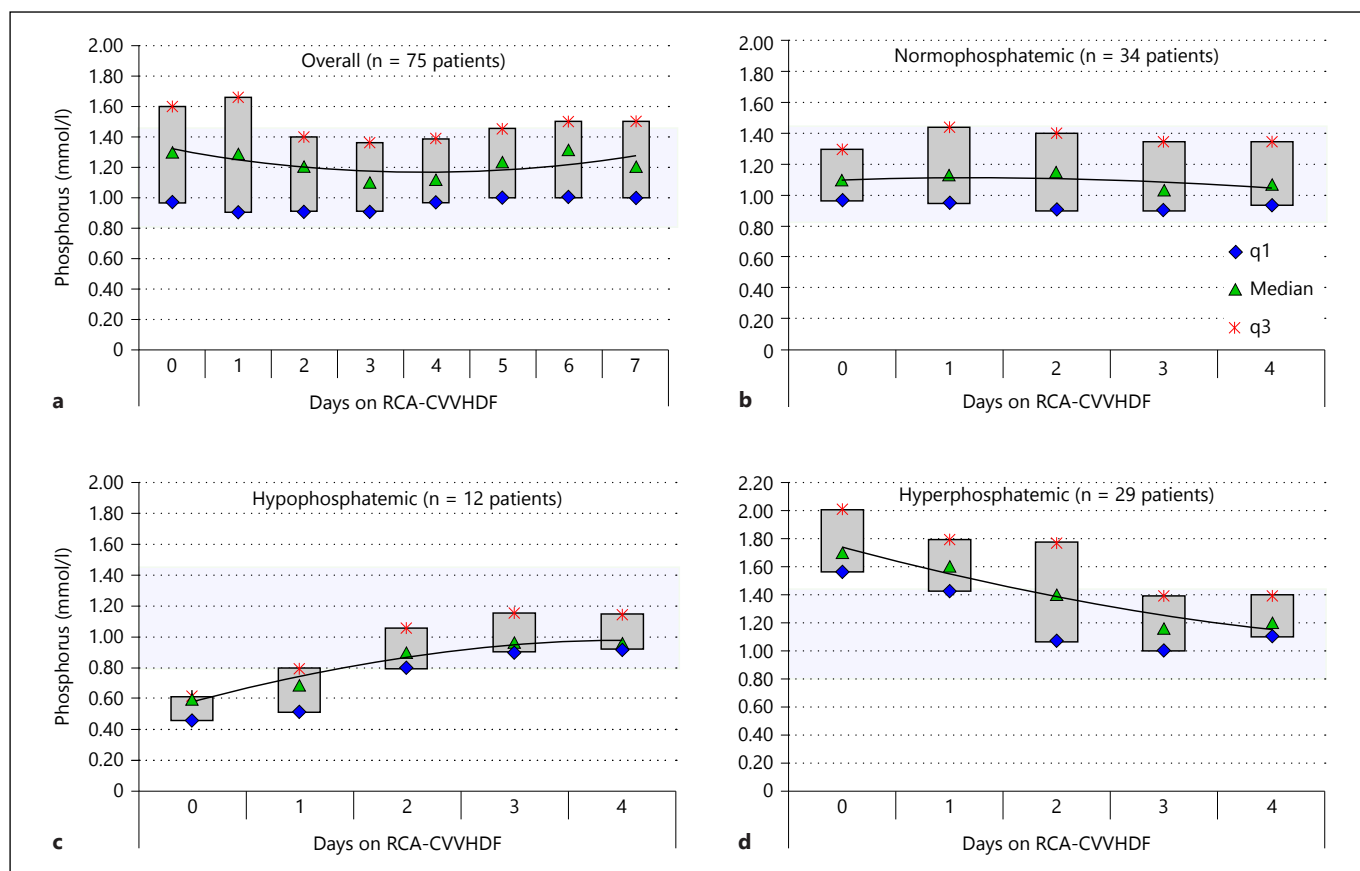 Overall (n = 75 patients)
Phosphorus (mmol/l)
2.00
1.80
1.60
1.40
1.20
1.00
0.80
0.60
0.40
0.20
0
0 1 2 3 4 5 6 7
Days on RCA-CVVHDF
a
Normophosphatemic (n = 34 patients)
2.00
1.80
1.60
1.40
1.20
1.00
0.80
0.60
0.40
0.20
0
q1
Median
q3
0 1 2 3 4
Days on RCA-CVVHDF
b
Hypophosphatemic (n = 12 patients)
Phosphorus (mmol/l)
2.00
1.80
1.60
1.40
1.20
1.00
0.80
0.60
0.40
0.20
0
0 1 2 3 4
Days on RCA-CVVHDF
c
Hyperphosphatemic (n = 29 patients)
2.20
2.00
1.80
1.60
1.40
1.20
1.00
0.80
0.60
0.40
0.20
0
0 1 2 3 4
Days on RCA-CVVHDF
d